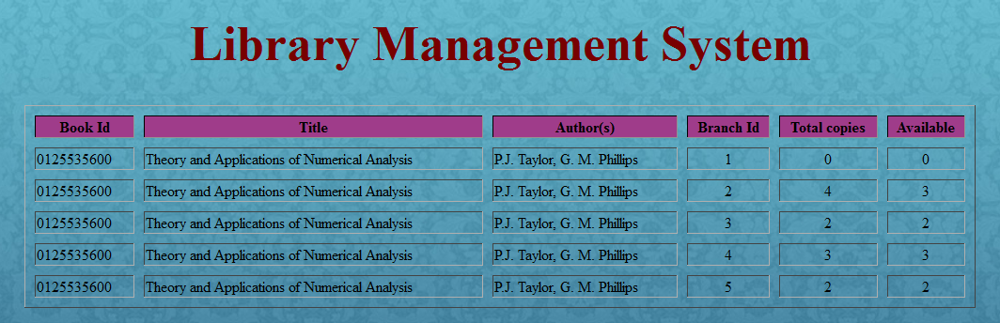 Library Management System
Book Id Title Author(s) Branch Id Total copies Available
0125535600 Theory and Applications of Numerical Analysis P.J. Taylor, G. M. Phillips 1 0 0
0125535600 Theory and Applications of Numerical Analysis P.J. Taylor, G. M. Phillips 2 4 3
0125535600 Theory and Applications of Numerical Analysis P.J. Taylor, G. M. Phillips 3 2 2
0125535600 Theory and Applications of Numerical Analysis P.J. Taylor, G. M. Phillips 4 3 3
0125535600 Theory and Applications of Numerical Analysis P.J. Taylor, G. M. Phillips 5 2 2